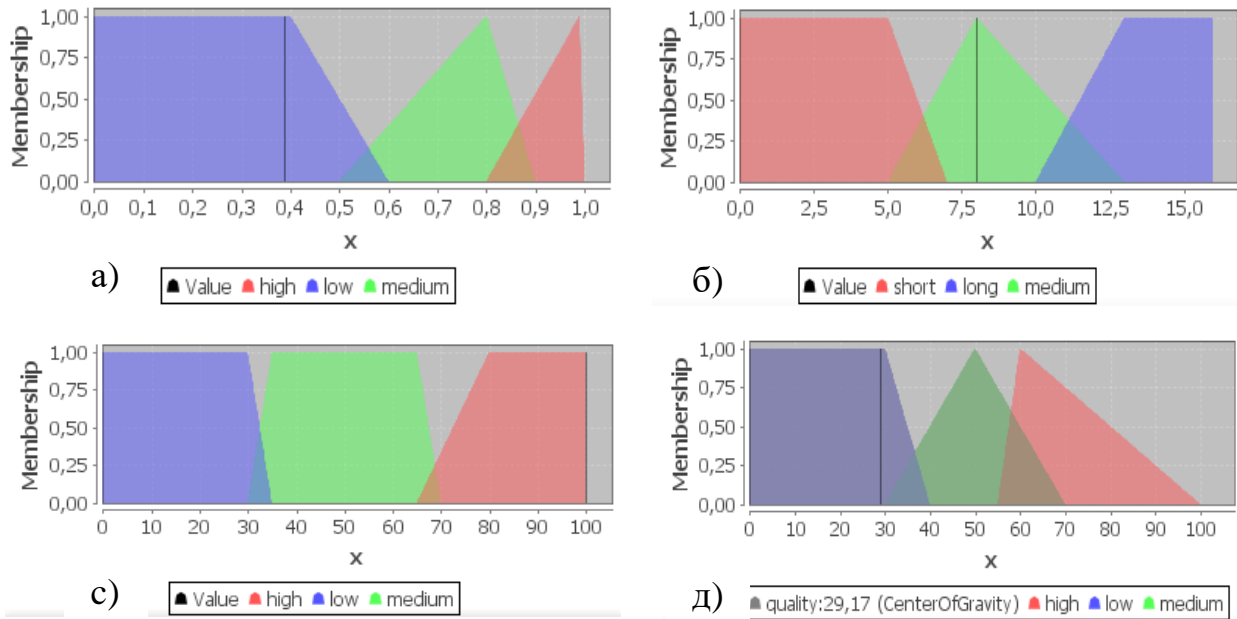 1,00
0,75
0,50
0,25
0,00
Membership
0,0 0,1 0,2 0,3 0,4 0,5 0,6 0,7 0,8 0,9 1,0
x
а)
Value high low medium
1,00
0,75
0,50
0,25
0,00
Membership
0,0 2,5 5,0 7,5 10,0 12,5 15,0
x
б)
Value short long medium
1,00
0,75
0,50
0,25
0,00
Membership
0 10 20 30 40 50 60 70 80 90 100
x
с)
Value high low medium
1,00
0,75
0,50
0,25
0,00
Membership
0 10 20 30 40 50 60 70 80 90 100
x
д)
quality:29,17 (CenterOfGravity) high low medium